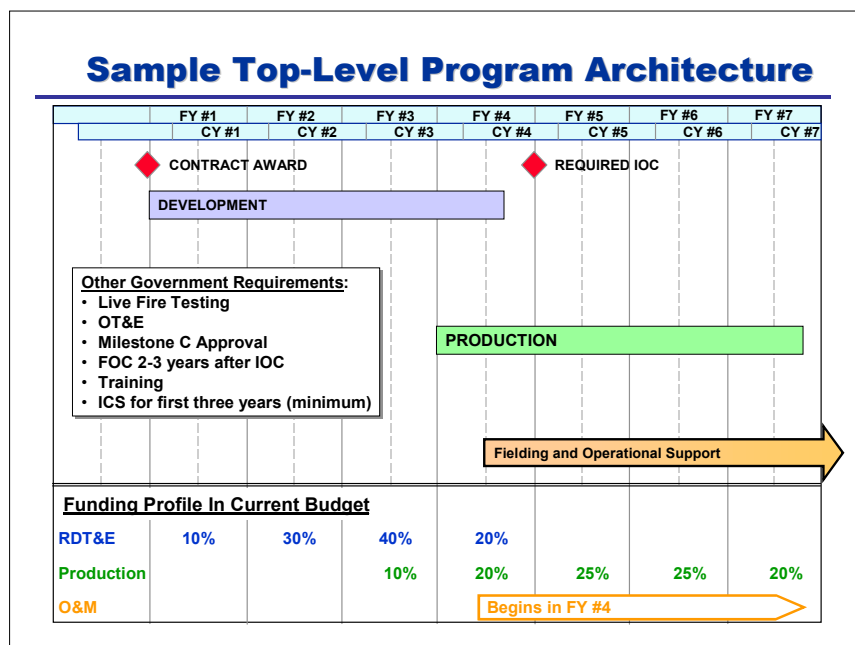 Sample Top-Level Program Architecture
FY #1 FY #2 FY #3 FY #4 FY #5 FY #6 FY #7
CY #1 CY #2 CY #3 CY #4 CY #5 CY #6 CY #7
CONTRACT AWARD REQUIRED IOC
DEVELOPMENT
Other Government Requirements:
• Live Fire Testing
• OT&E
• Milestone C Approval
• FOC 2-3 years after IOC
• Training
• ICS for first three years (minimum)
PRODUCTION
Fielding and Operational Support
Funding Profile In Current Budget
RDT&E 10% 30% 40% 20%
Production 10% 20% 25% 25% 20%
O&M Begins in FY #4